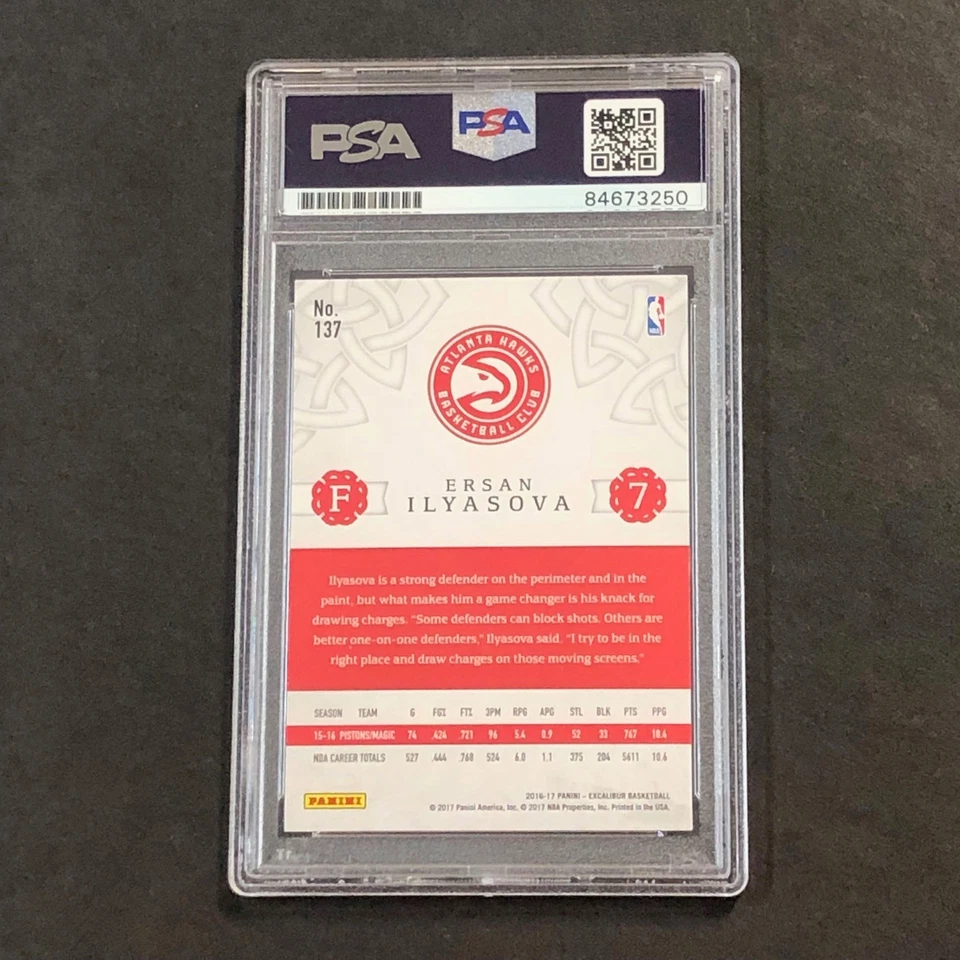 PSA
PSA
84673250
No.
137
NBA
ATLANTA HAWKS
BASKETBALL CLUB
F
ERSAN
ILYASOVA
7
Ilyasova is a strong defender on the perimeter and in the
paint, but what makes him a game changer is his knack for
drawing charges. “Some defenders can block shots. Others are
better one-on-one defenders,” Ilyasova said. “I try to be in the
right place and draw charges on those moving screens.”
SEASON TEAM G FG% FT% 3PM RPG APG STL BLK PTS PPG
15-16 PISTONS/MAGIC 74 .424 .721 96 5.4 0.9 52 33 767 10.4
NBA CAREER TOTALS 527 .444 .768 524 6.0 1.1 375 204 5611 10.6
PANINI
2016-17 PANINI – EXCALIBUR BASKETBALL
© 2017 Panini America, Inc. © 2017 NBA Properties, Inc. Printed in the USA.